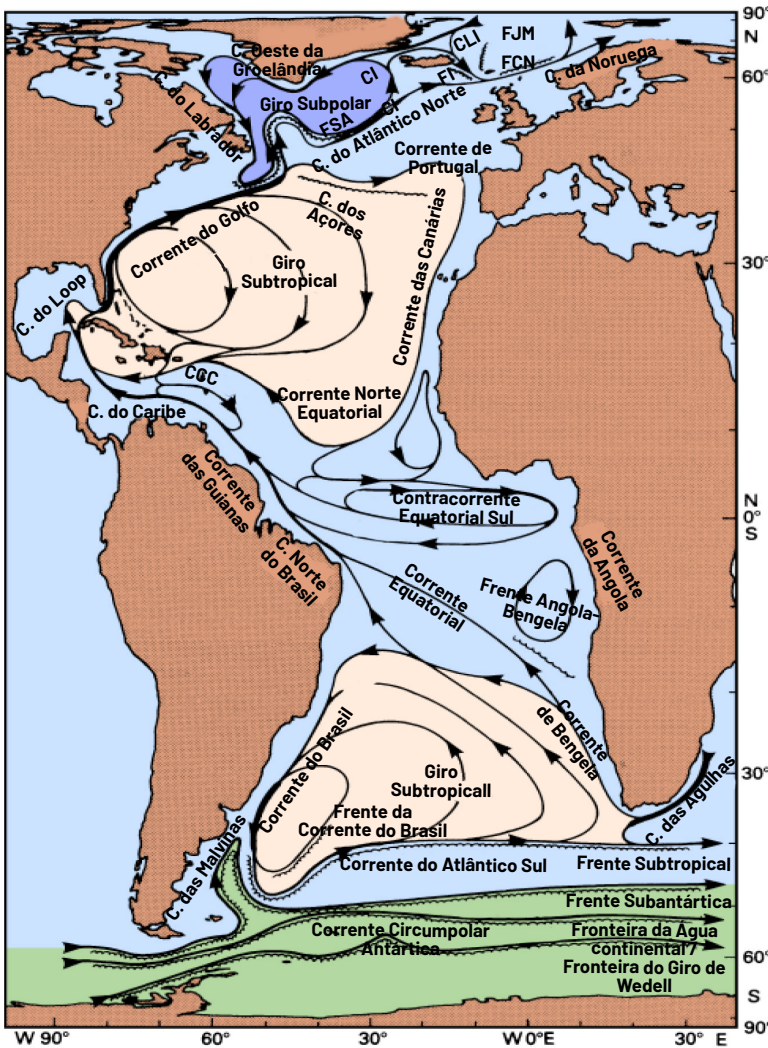 90°
N
FJM
CLI
FCN
C. Oeste da
Groelândia
CI
FI
C. da Noruega
60°
C. do Labrador
Giro Subpolar
FSA
CI
C. do Atlântico Norte
Corrente de
Portugal
C. dos
Açores
Corrente do Golfo
Giro
Subtropical
Corrente das Canárias
30°
C. do Loop
CCC
Corrente Norte
Equatorial
C. do Caribe
Corrente
das Guianas
Contracorrente
Equatorial Sul
N
0°
S
C. Norte
do Brasil
Corrente
Equatorial
Frente Angola-
Bengela
Corrente
da Angola
Corrente
de Bengela
Corrente do Brasil
Giro
Subtropicall
30°
Frente da
Corrente do Brasil
C. das Agulhas
C. das Malvinas
Corrente do Atlântico Sul
Frente Subtropical
Frente Subantártica
Corrente Circumpolar
Antártica
Fronteira da Água
continental /
Fronteira do Giro de
Wedell
60°
S
90°
W 90°
60°
30°
W 0°E
30° E